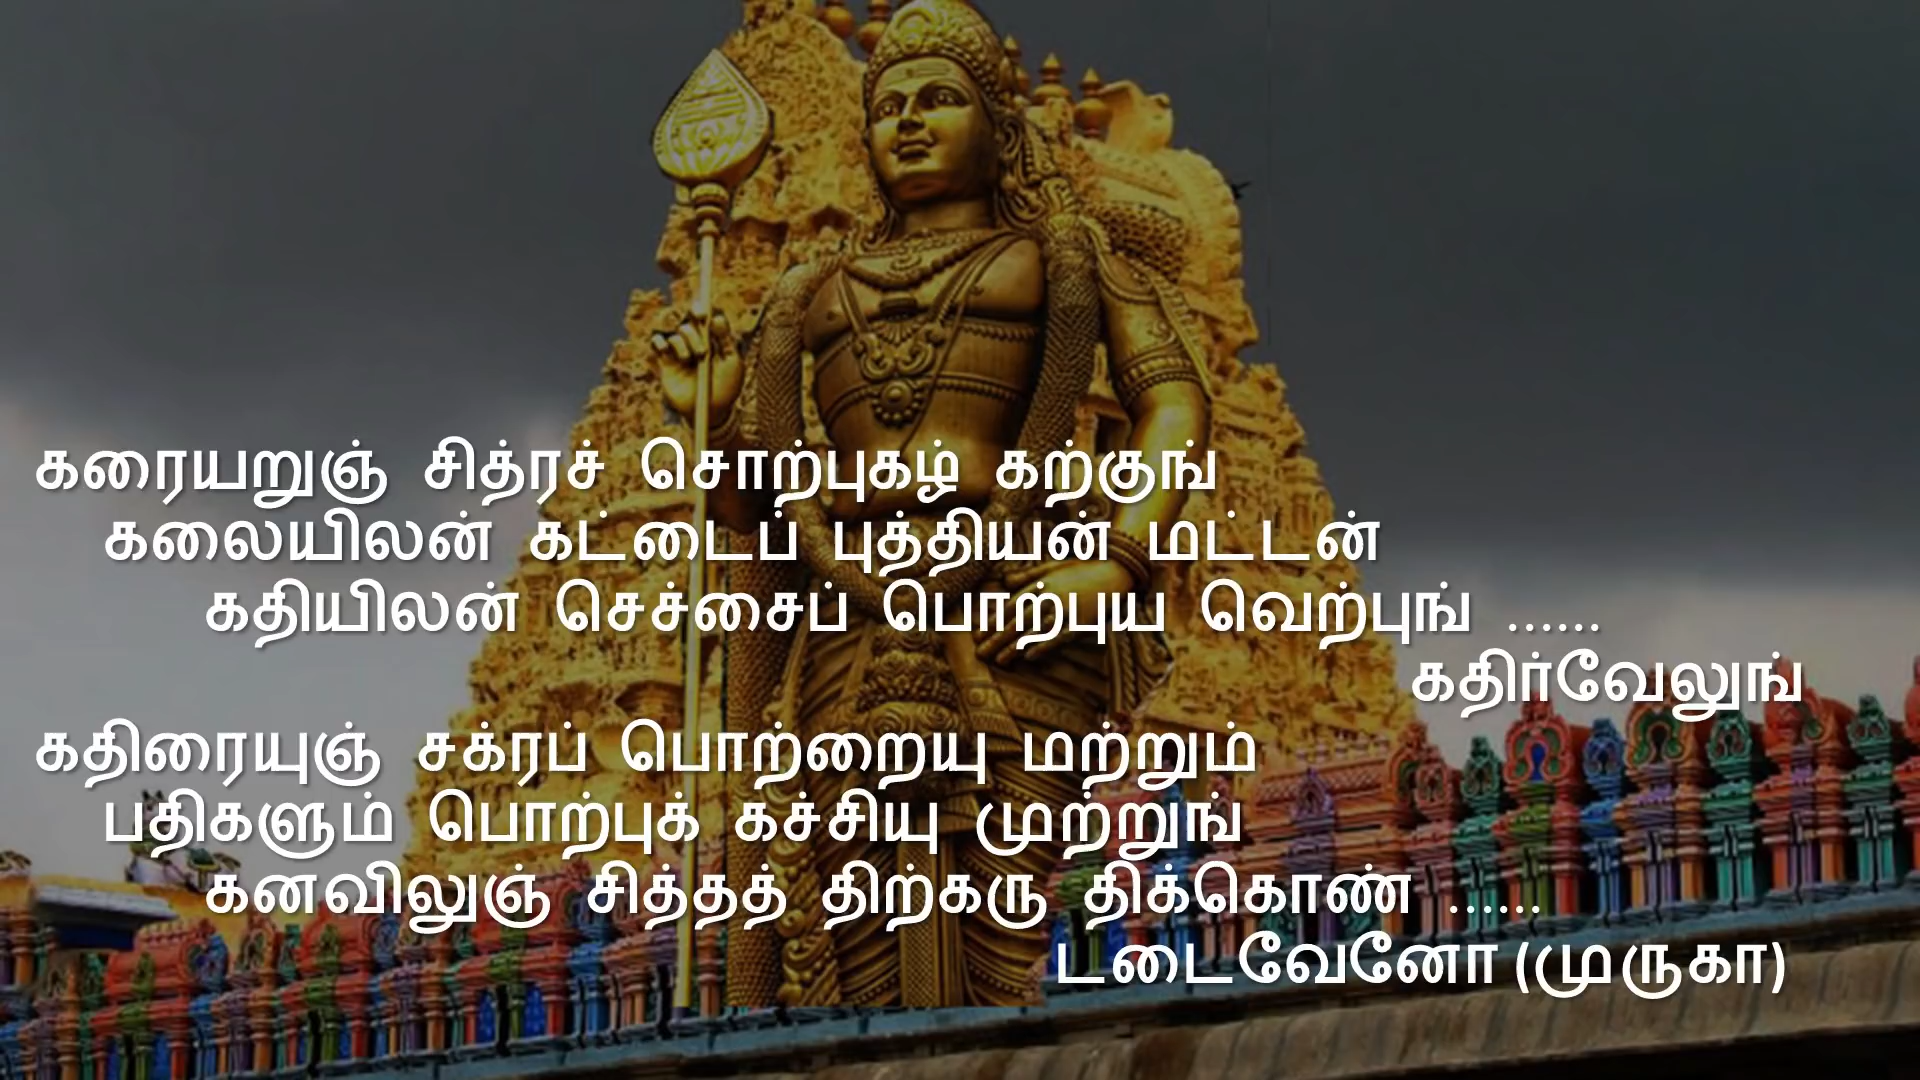 கரையறுஞ் சித்ரச் சொற்புகழ் கற்குங்
கலையிலன் கட்டைப் புத்தியன் மட்டன்
கதியிலன் செச்சைப் பொற்புய வெற்புங் ......
கதிர்வேலுங்
கதிரையுஞ் சக்ரப் பொற்றையு மற்றும்
பதிகளும் பொற்புக் கச்சியு முற்றுங்
கனவிலுஞ் சித்தத் திற்கரு திக்கொண் ......
டடைவேனோ (முருகா)